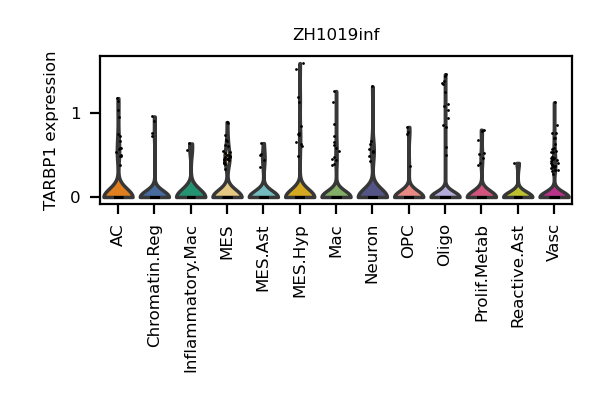 ZH1019inf
TARBP1 expression
1
0
AC
Chromatin.Reg
Inflammatory.Mac
MES
MES.Ast
MES.Hyp
Mac
Neuron
OPC
Oligo
Prolif.Metab
Reactive.Ast
Vasc